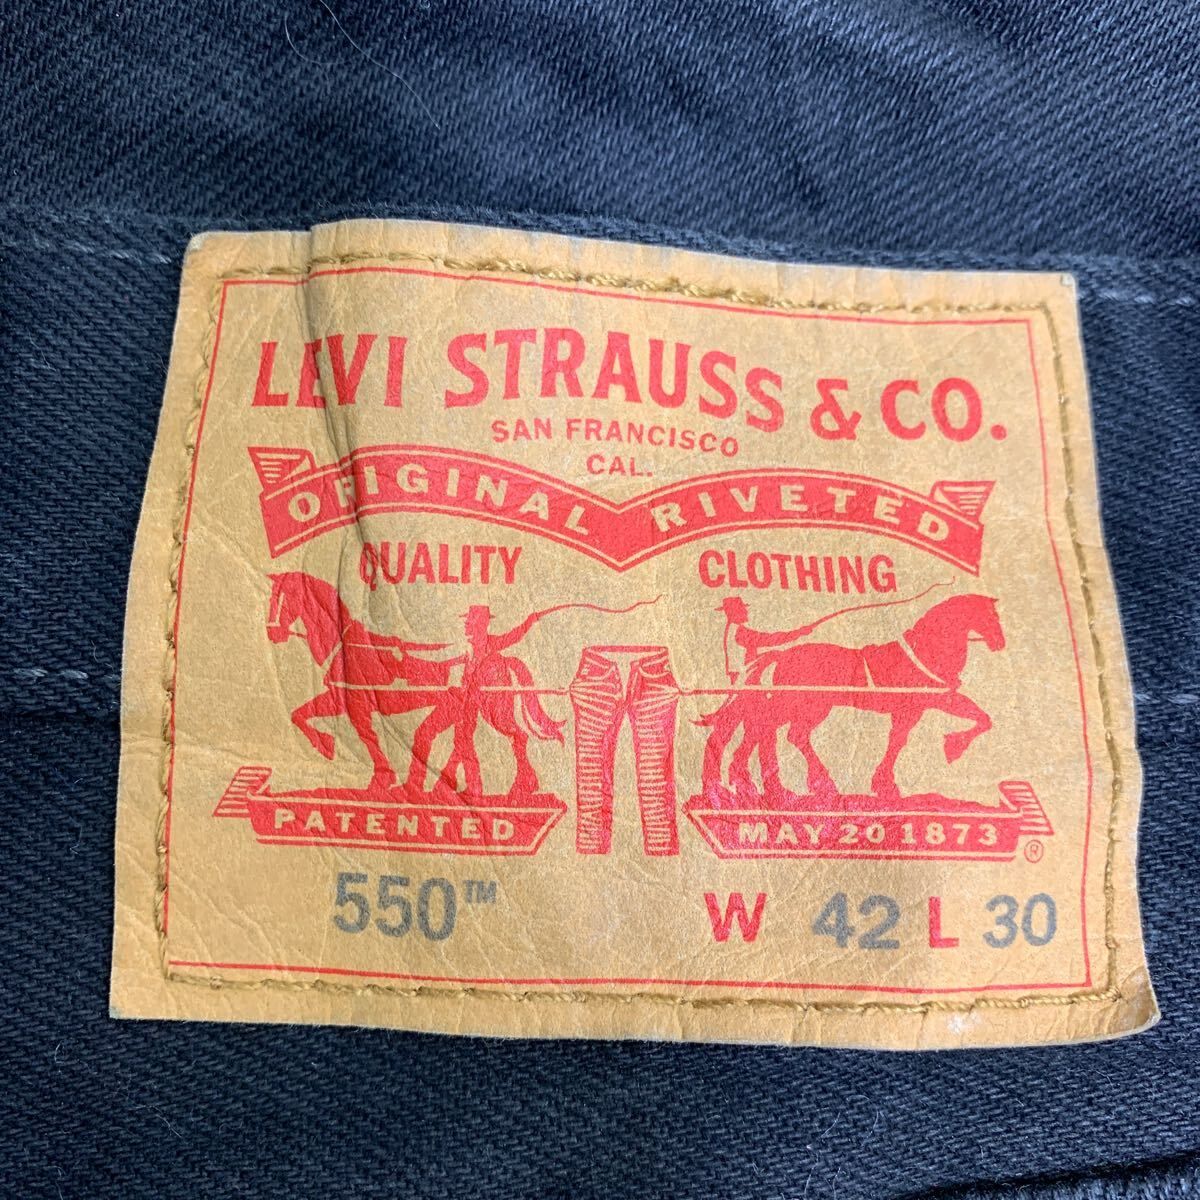 LEVI STRAUSS & CO.
SAN FRANCISCO
CAL.
ORIGINAL RIVETED
QUALITY CLOTHING
PATENTED MAY 20 1873 ®
550™ W 42 L 30